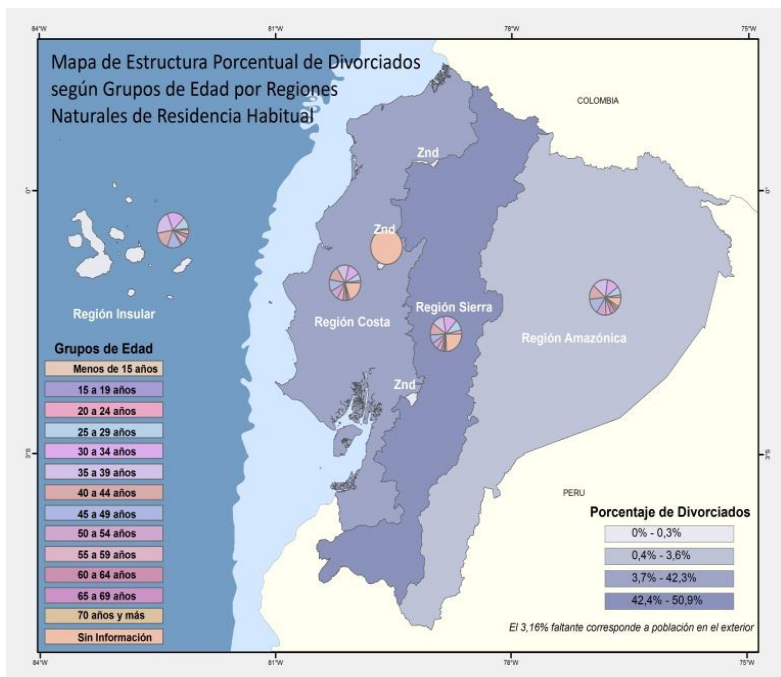 84°W
81°W
78°W
75°W
Mapa de Estructura Porcentual de Divorciados
según Grupos de Edad por Regiones
Naturales de Residencia Habitual
COLOMBIA
Znd
0°
0°
Znd
Región Insular
Región Costa
Región Sierra
Región Amazónica
Grupos de Edad
Menos de 15 años
15 a 19 años
20 a 24 años
25 a 29 años
30 a 34 años
35 a 39 años
40 a 44 años
45 a 49 años
50 a 54 años
55 a 59 años
60 a 64 años
65 a 69 años
70 años y más
Sin Información
Znd
3°S
3°S
PERU
Porcentaje de Divorciados
0% - 0,3%
0,4% - 3,6%
3,7% - 42,3%
42,4% - 50,9%
El 3,16% faltante corresponde a población en el exterior
84°W
81°W
78°W
75°W